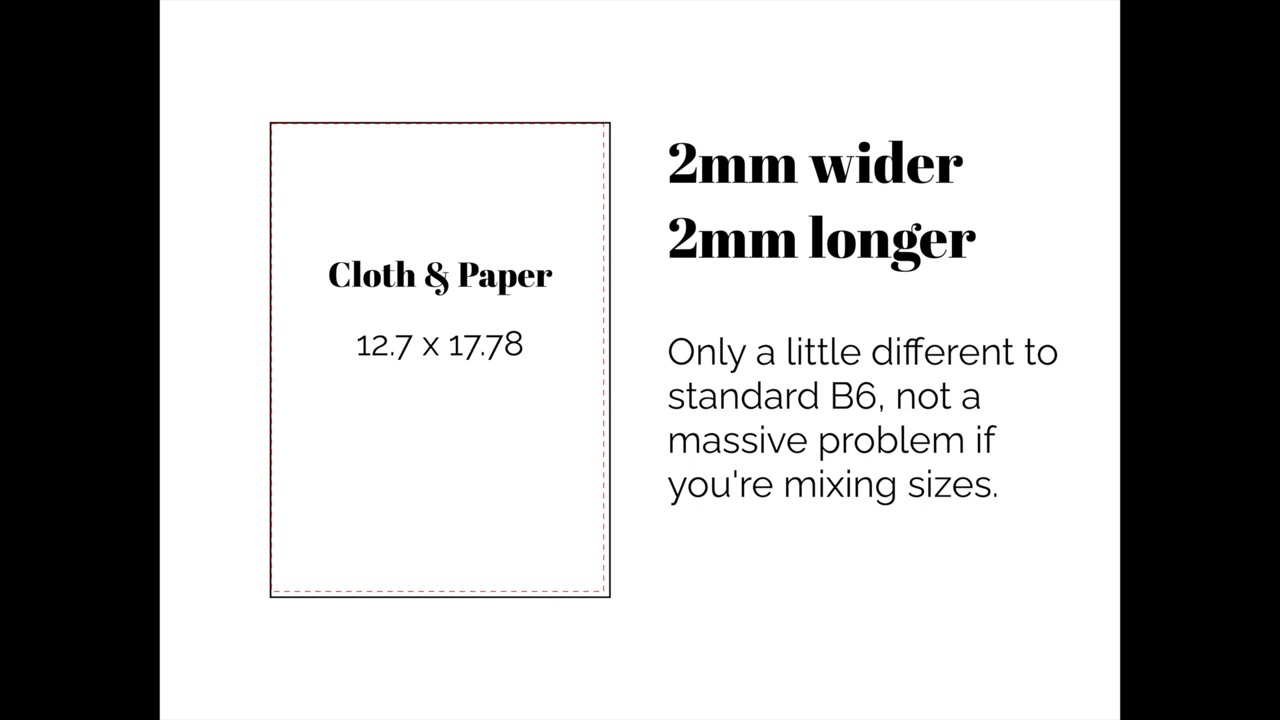 Cloth & Paper
12.7 x 17.78
2mm wider
2mm longer
Only a little different to
standard B6, not a
massive problem if
you're mixing sizes.